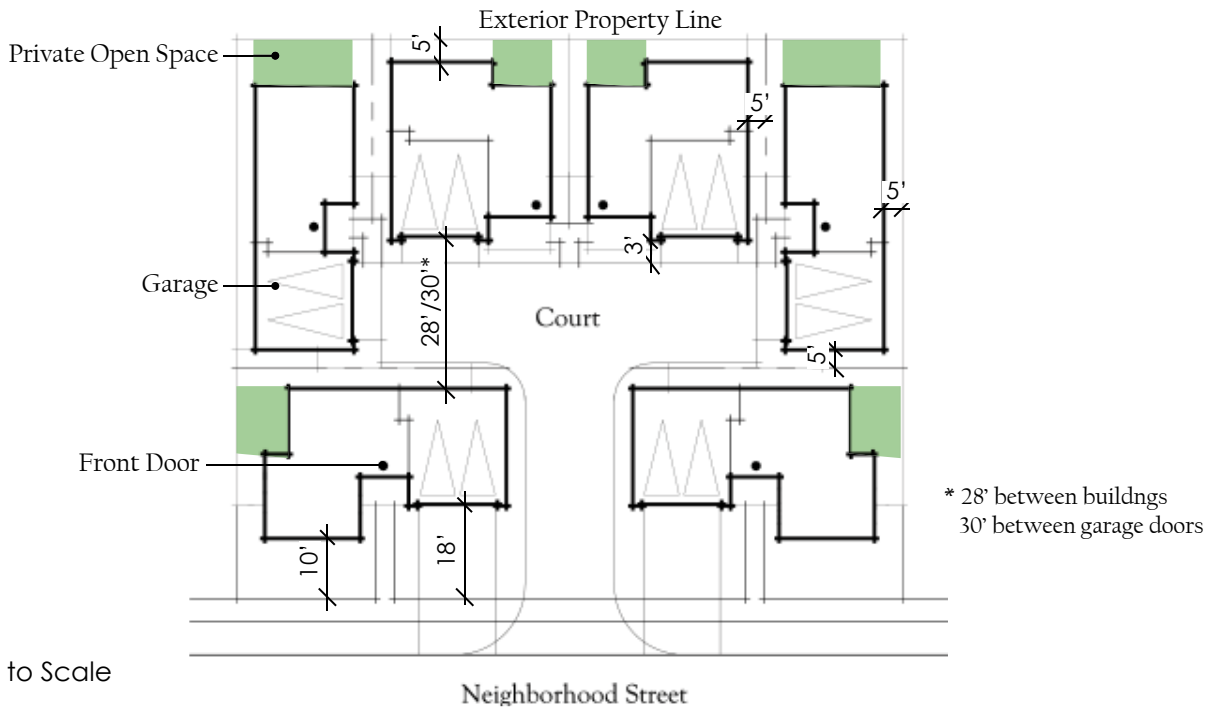 Exterior Property Line
Private Open Space
5'
5'
5'
Garage
28'/30'*
3'
Court
5'
Front Door
* 28' between buildngs
30' between garage doors
10'
18'
to Scale
Neighborhood Street